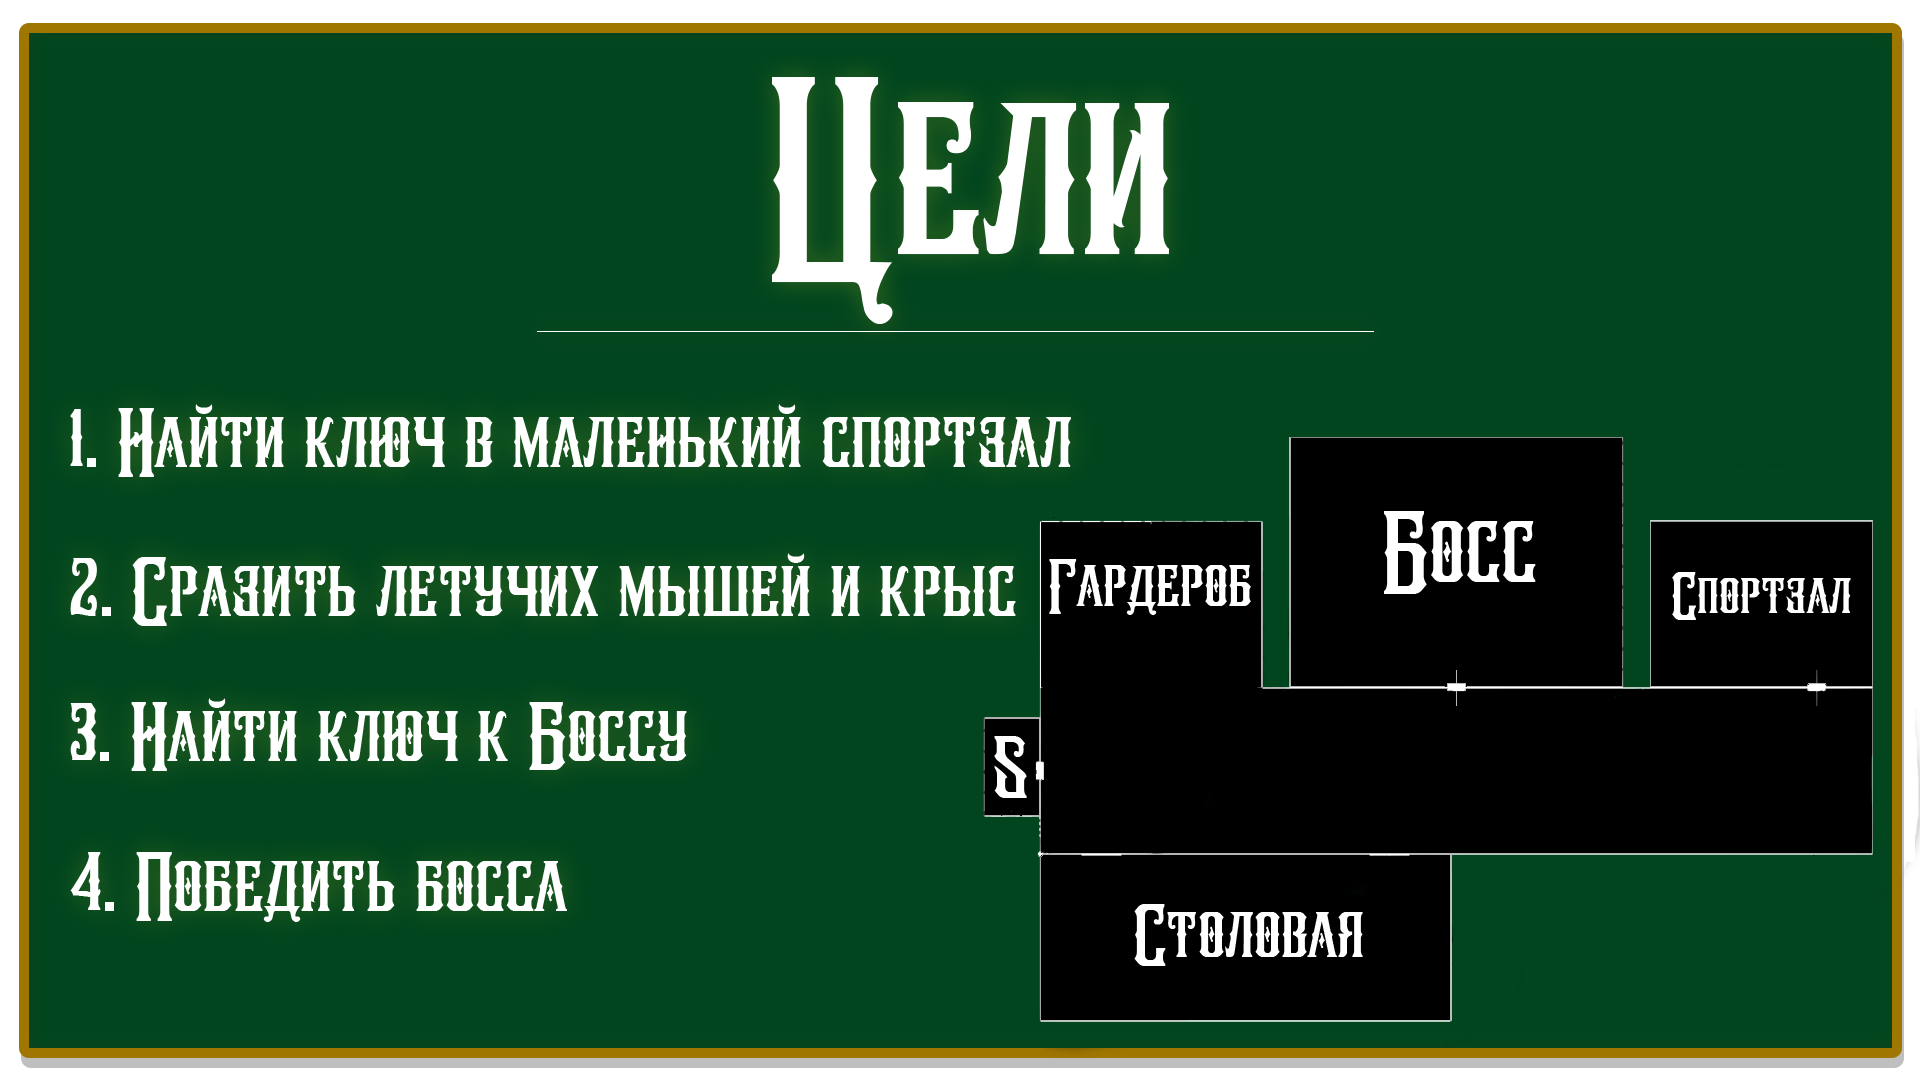 Цели
1. Найти ключ в маленький спортзал
2. Сразить летучих мышей и крыс
3. Найти ключ к Боссу
4. Победить босса
Гардероб
Босс
Спортзал
S
Столовая